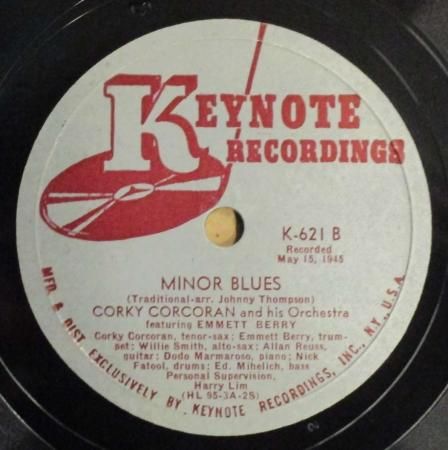 KEYNOTE
RECORDINGS
K-621 B
Recorded
May 15, 1945
MINOR BLUES
(Traditional-arr. Johnny Thompson)
CORKY CORCORAN and his Orchestra
featuring EMMETT BERRY
Corky Corcoran, tenor-sax; Emmett Berry, trum-
pet; Willie Smith, alto-sax; Allan Reuss,
guitar; Dodo Marmaroso, piano; Nick
Fatool, drums; Ed. Mihelich, bass
Personal Supervision,
Harry Lim
(HL 95-3A-2S)
MFD & DIST. EXCLUSIVELY BY KEYNOTE RECORDINGS, INC., N.Y., U.S.A.